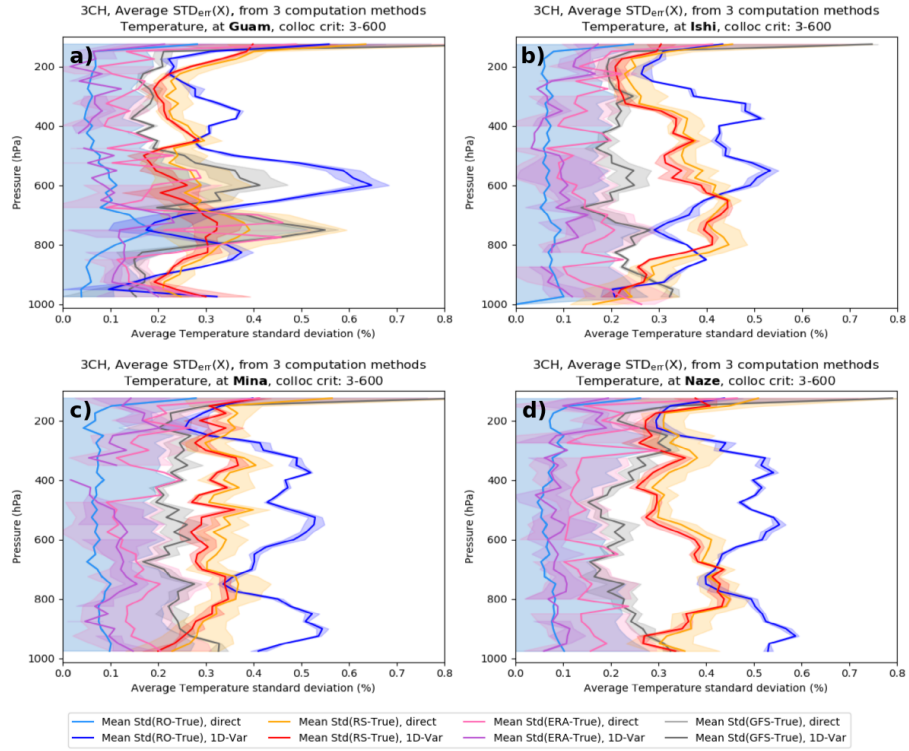 3CH, Average STDerr(X), from 3 computation methods
Temperature, at Guam, colloc crit: 3-600
a)
200
400
600
800
1000
Pressure (hPa)
0.0 0.1 0.2 0.3 0.4 0.5 0.6 0.7 0.8
Average Temperature standard deviation (%)
3CH, Average STDerr(X), from 3 computation methods
Temperature, at Ishi, colloc crit: 3-600
b)
200
400
600
800
1000
Pressure (hPa)
0.0 0.1 0.2 0.3 0.4 0.5 0.6 0.7 0.8
Average Temperature standard deviation (%)
3CH, Average STDerr(X), from 3 computation methods
Temperature, at Mina, colloc crit: 3-600
c)
200
400
600
800
1000
Pressure (hPa)
0.0 0.1 0.2 0.3 0.4 0.5 0.6 0.7 0.8
Average Temperature standard deviation (%)
3CH, Average STDerr(X), from 3 computation methods
Temperature, at Naze, colloc crit: 3-600
d)
200
400
600
800
1000
Pressure (hPa)
0.0 0.1 0.2 0.3 0.4 0.5 0.6 0.7 0.8
Average Temperature standard deviation (%)
Mean Std(RO-True), direct
Mean Std(RO-True), 1D-Var
Mean Std(RS-True), direct
Mean Std(RS-True), 1D-Var
Mean Std(ERA-True), direct
Mean Std(ERA-True), 1D-Var
Mean Std(GFS-True), direct
Mean Std(GFS-True), 1D-Var